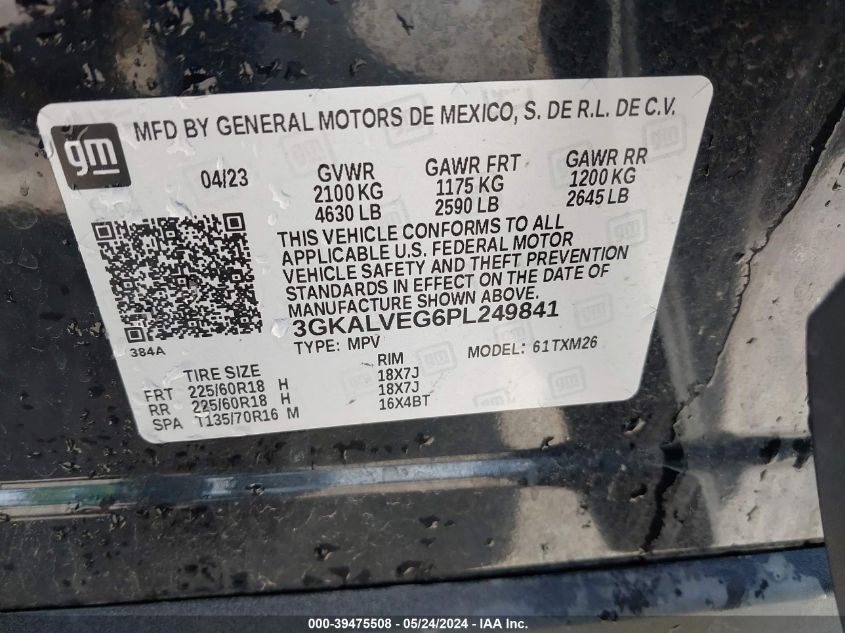 gm
MFD BY GENERAL MOTORS DE MEXICO, S. DE R.L. DE C.V.
04/23 GVWR GAWR FRT GAWR RR
2100 KG 1175 KG 1200 KG
4630 LB 2590 LB 2645 LB
THIS VEHICLE CONFORMS TO ALL
APPLICABLE U.S. FEDERAL MOTOR
VEHICLE SAFETY AND THEFT PREVENTION
STANDARDS IN EFFECT ON THE DATE OF
MANUFACTURE SHOWN ABOVE.
3GKALVEG6PL249841
384A TYPE: MPV MODEL: 61TXM26
TIRE SIZE RIM
FRT 225/60R18 H 18X7J
RR 225/60R18 H 18X7J
SPA T135/70R16 M 16X4BT
000-39475508 - 05/24/2024 - IAA Inc.